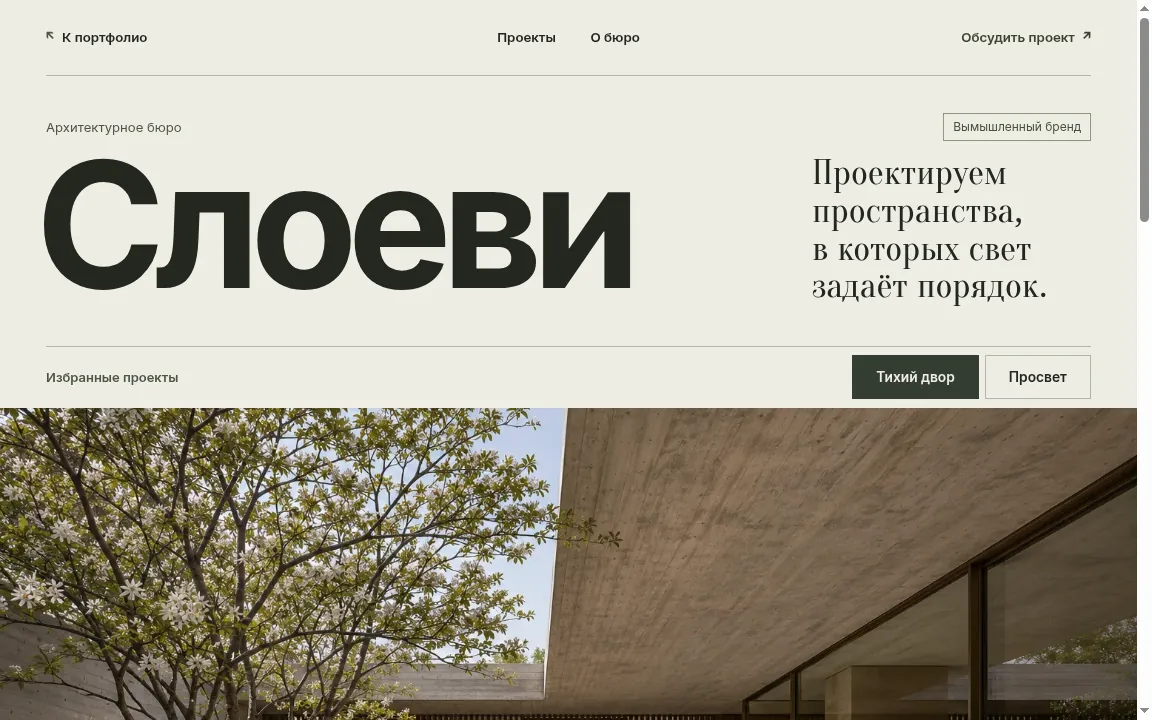 К портфолио
Проекты
О бюро
Обсудить проект
Архитектурное бюро
Вымышленный бренд
Слоеви
Проектируем
пространства,
в которых свет
задаёт порядок.
Избранные проекты
Тихий двор
Просвет